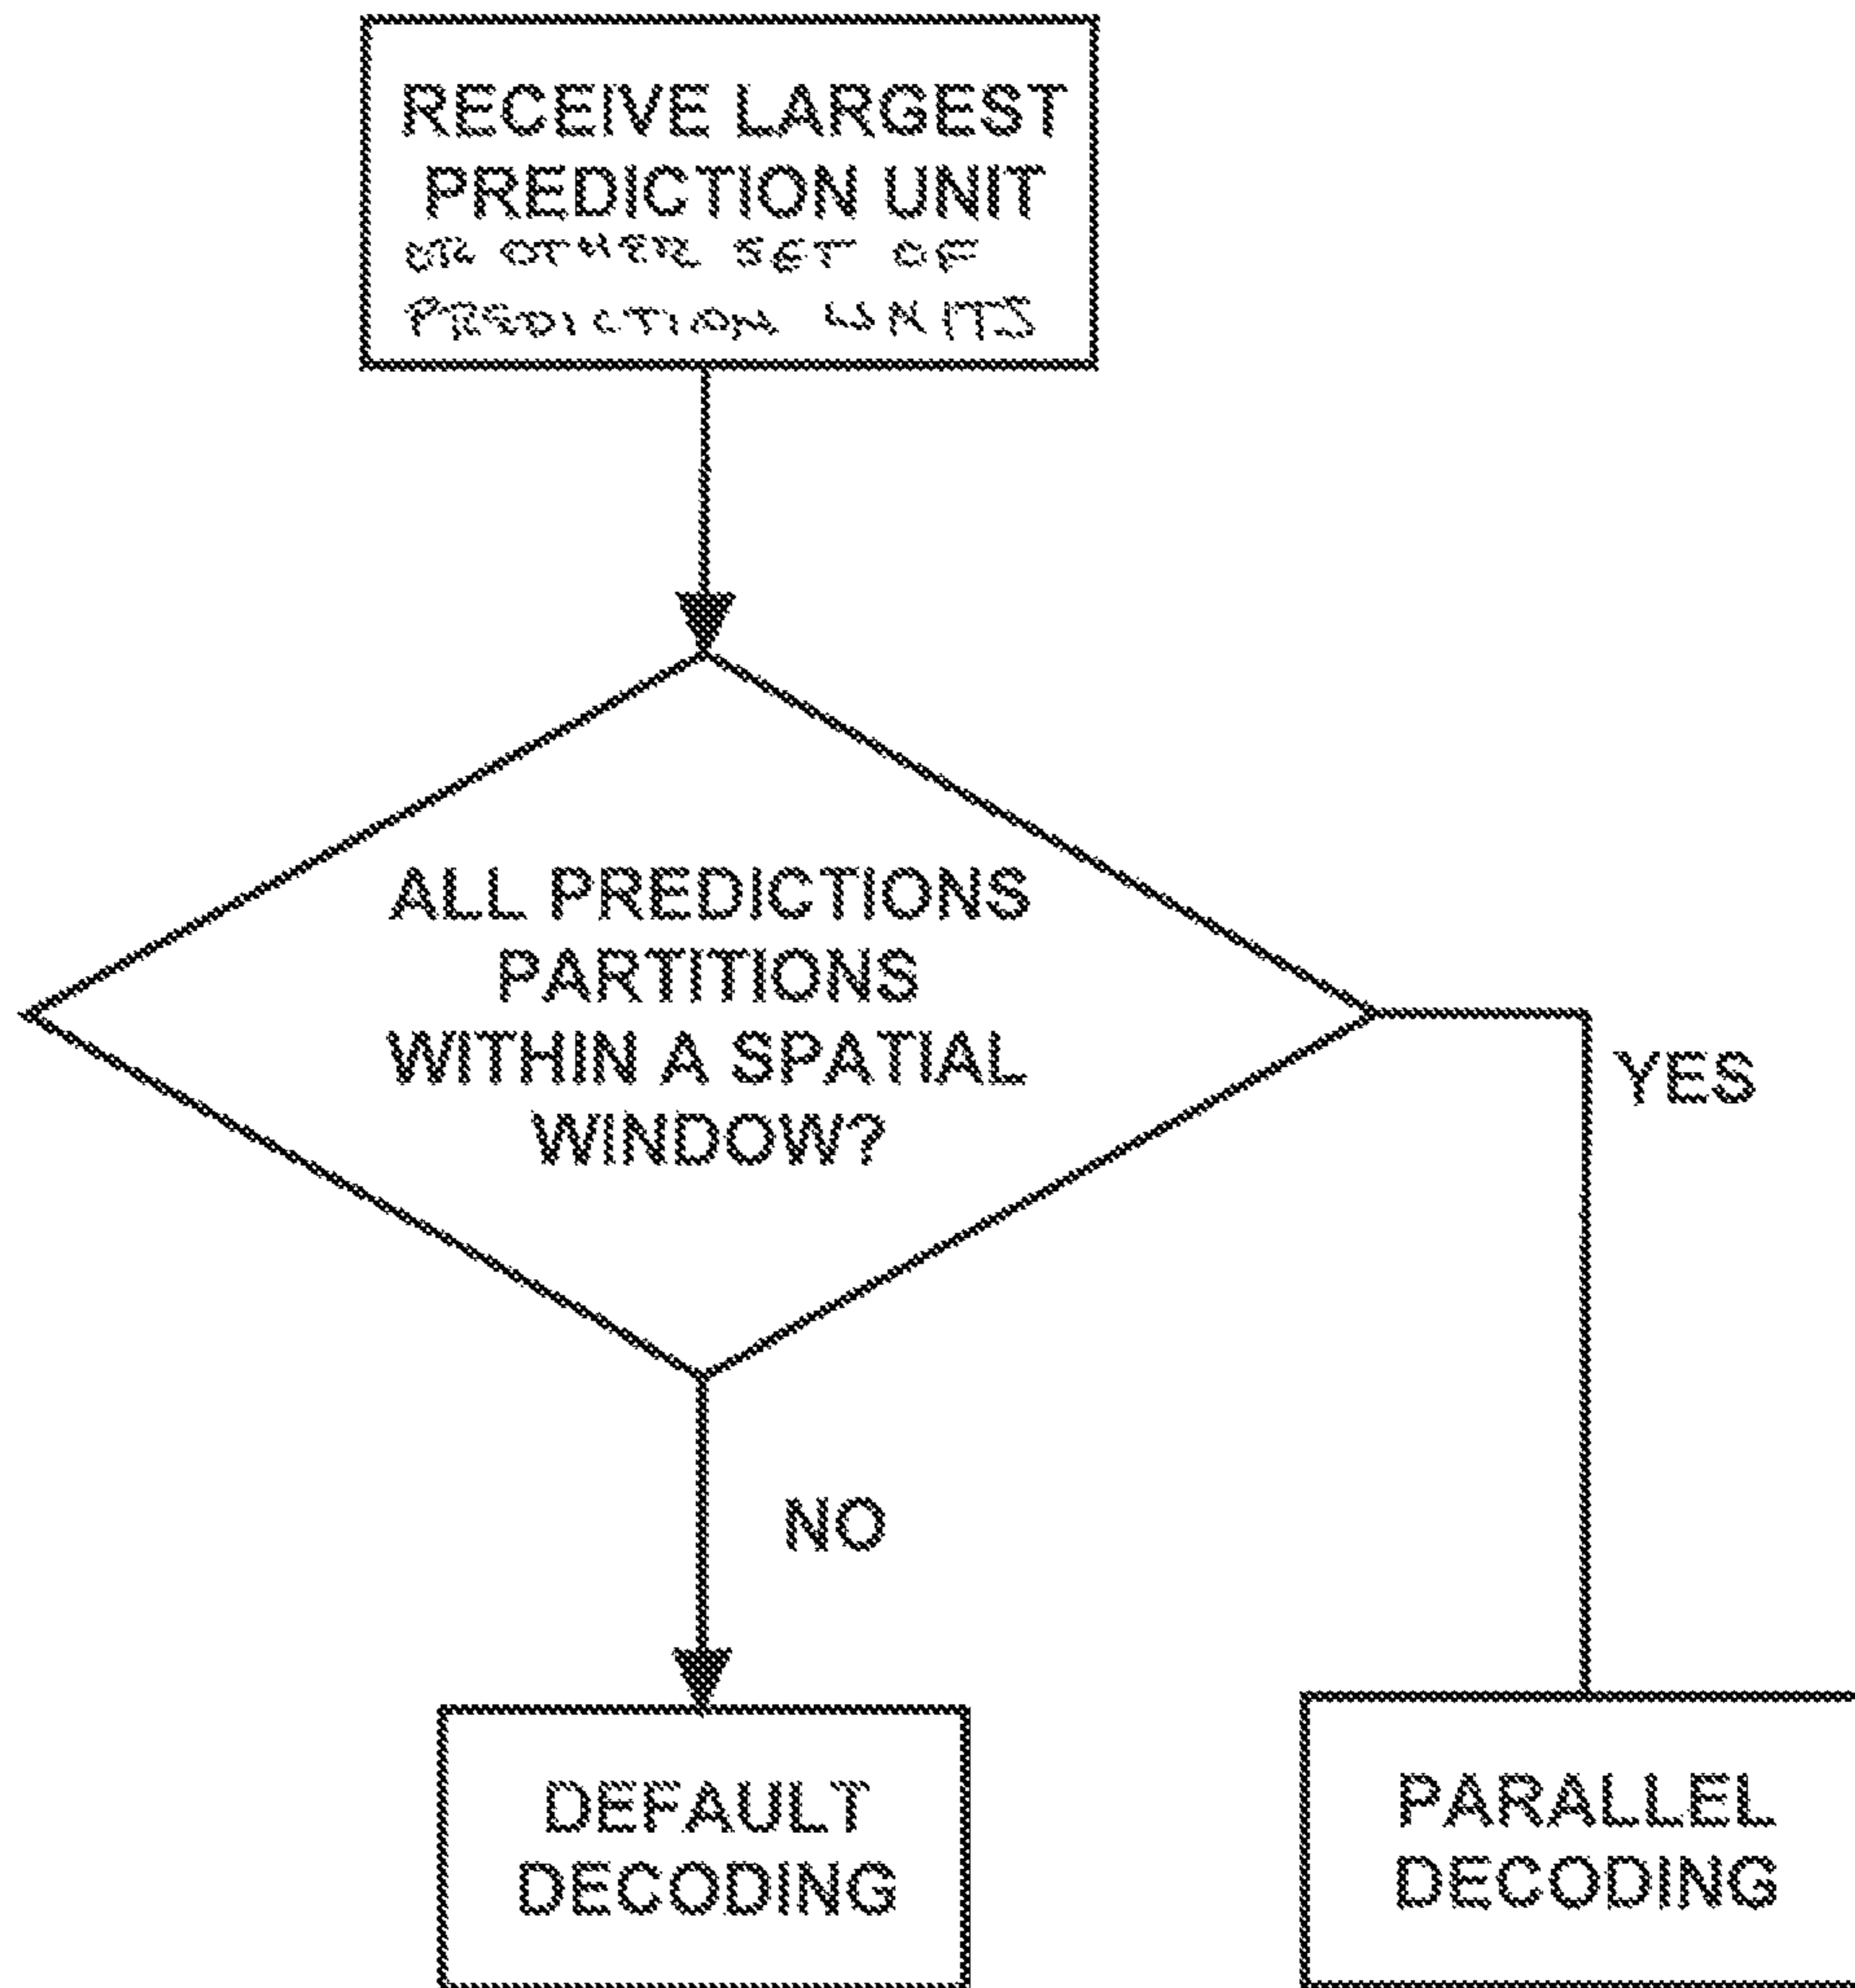 RECEIVE LARGEST
PREDICTION UNIT
OR OTHER SET OF
PREDICTION UNITS
ALL PREDICTIONS
PARTITIONS
WITHIN A SPATIAL
WINDOW?
YES
NO
DEFAULT
DECODING
PARALLEL
DECODING